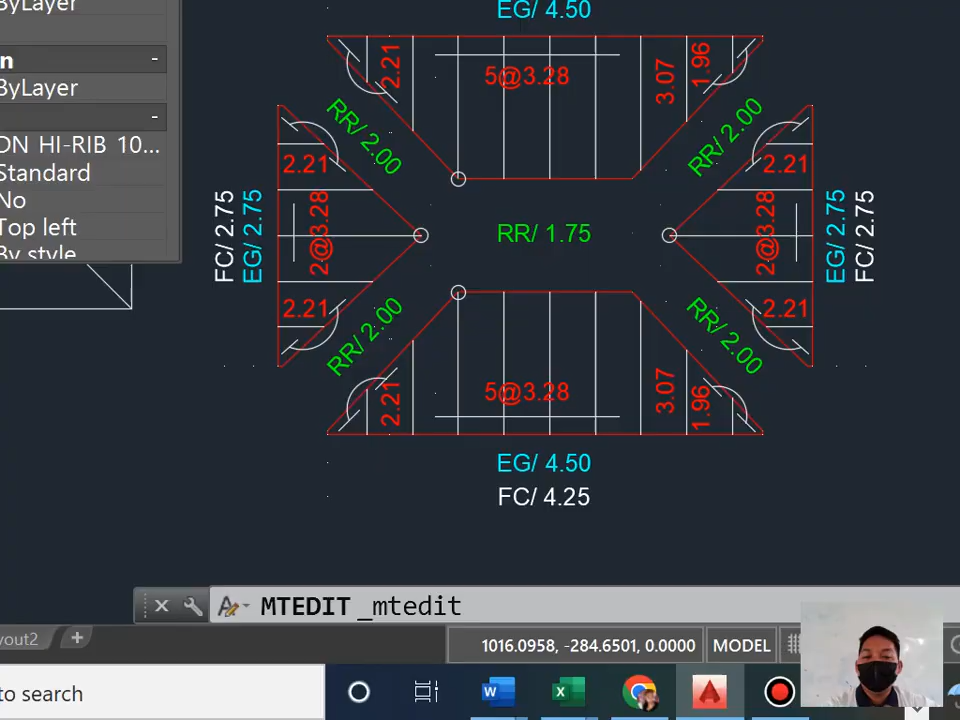 ByLayer
n -
ByLayer
-
ON HI-RIB 10...
Standard
No
Top left
By style
EG/ 4.50
2.21
5@3.28
3.07
1.96
RR/ 2.00
RR/ 2.00
2.21
2@3.28
2.21
FC/ 2.75
EG/ 2.75
RR/ 1.75
2.21
2@3.28
2.21
EG/ 2.75
FC/ 2.75
RR/ 2.00
RR/ 2.00
2.21
5@3.28
3.07
1.96
EG/ 4.50
FC/ 4.25
MTEDIT _mtedit
yout2 +
1016.0958, -284.6501, 0.0000 MODEL
to search